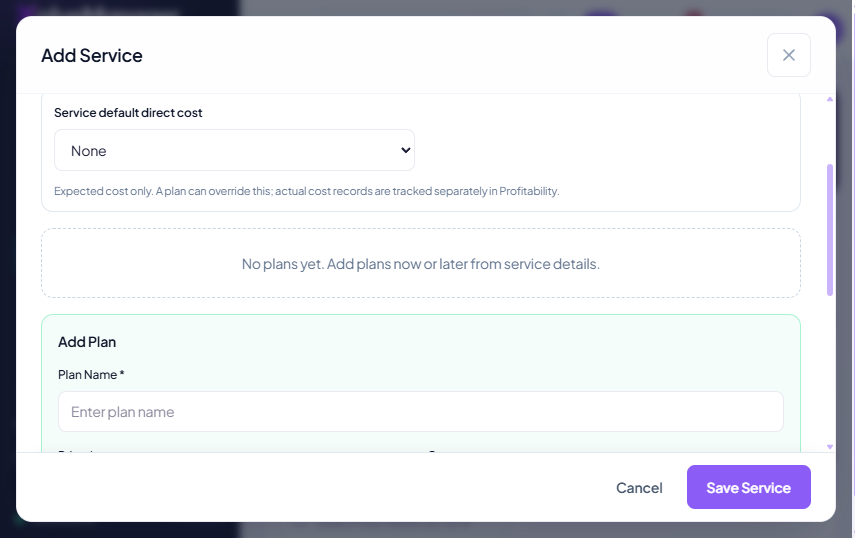 Add Service
Service default direct cost
None
Expected cost only. A plan can override this; actual cost records are tracked separately in Profitability.
No plans yet. Add plans now or later from service details.
Add Plan
Plan Name *
Enter plan name
Cancel
Save Service